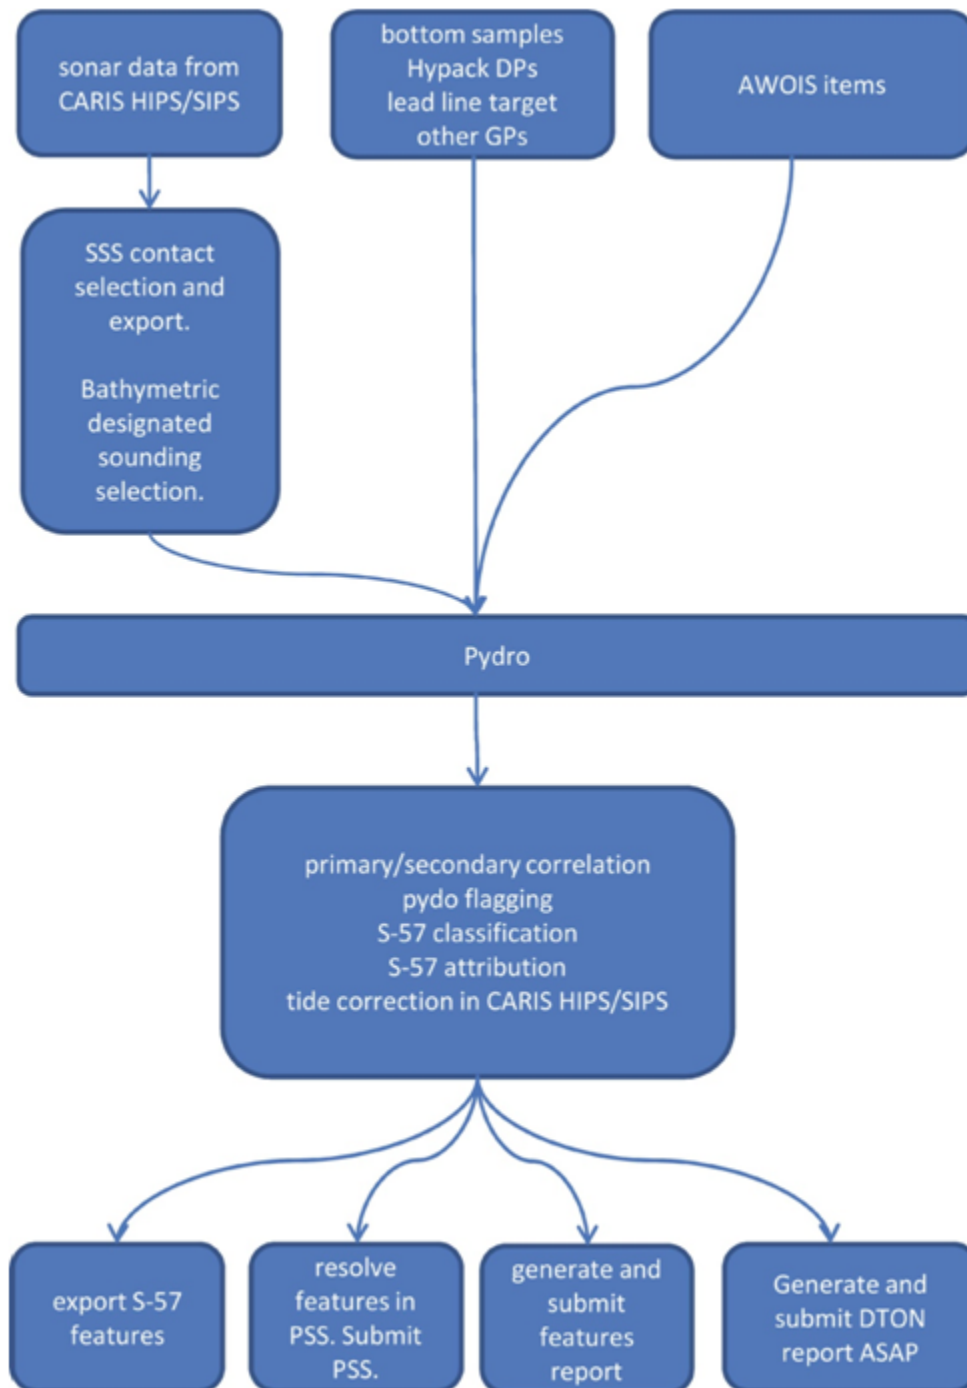 sonar data from
CARIS HIPS/SIPS
bottom samples
Hypack DPs
lead line target
other GPs
AWOIS items
SSS contact
selection and
export.
Bathymetric
designated
sounding
selection.
Pydro
primary/secondary correlation
pydo flagging
S-57 classification
S-57 attribution
tide correction in CARIS HIPS/SIPS
export S-57
features
resolve
features in
PSS. Submit
PSS.
generate and
submit
features
report
Generate and
submit DTON
report ASAP